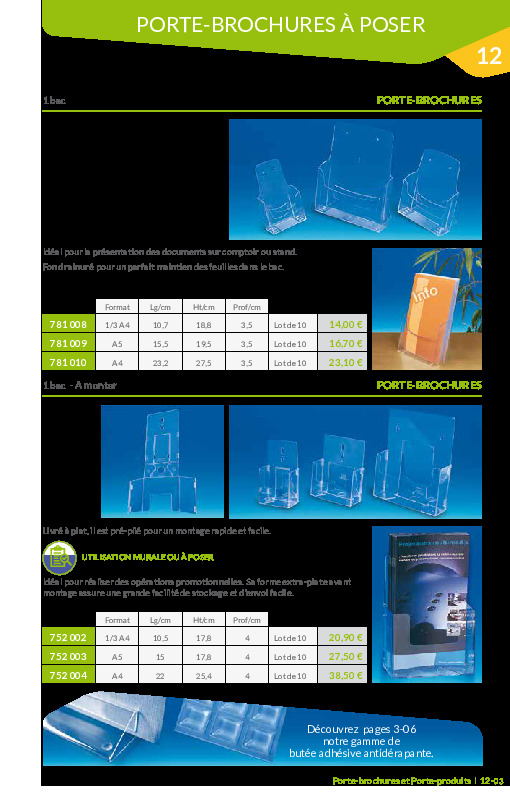 PORTE-BROCHURES À POSER
12
1 bac
PORTE-BROCHURES
Idéal pour la présentation des documents sur comptoir ou stand.
Fond rainuré pour un parfait maintien des feuilles dans le bac.
Info
Format Lg/cm Ht/cm Prof/cm
781 008 1/3 A4 10,7 18,8 3,5 Lot de 10 14,00 €
781 009 A5 15,5 19,5 3,5 Lot de 10 16,70 €
781 010 A4 23,2 27,5 3,5 Lot de 10 23,10 €
1 bac - A monter
PORTE-BROCHURES
Livré à plat, il est pré-plié pour un montage rapide et facile.
UTILISATION MURALE OU À POSER
Idéal pour réaliser des opérations promotionnelles. Sa forme extra-plate avant
montage assure une grande facilité de stockage et d'envoi facile.
Format Lg/cm Ht/cm Prof/cm
752 002 1/3 A4 10,5 17,8 4 Lot de 10 20,90 €
752 003 A5 15 17,8 4 Lot de 10 27,50 €
752 004 A4 22 25,4 4 Lot de 10 38,50 €
Découvrez pages 3-06
notre gamme de
butée adhésive antidérapante.
Porte-brochures et Porte-produits | 12-03